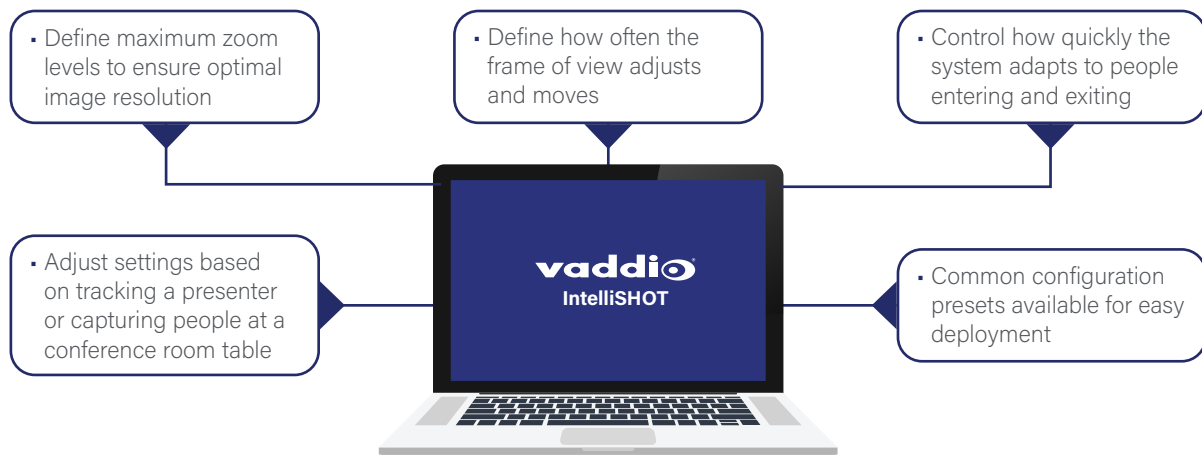 ▪ Define maximum zoom
levels to ensure optimal
image resolution
▪ Define how often the
frame of view adjusts
and moves
▪ Control how quickly the
system adapts to people
entering and exiting
▪ Adjust settings based
on tracking a presenter
or capturing people at a
conference room table
vaddio®
IntelliSHOT
▪ Common configuration
presets available for easy
deployment